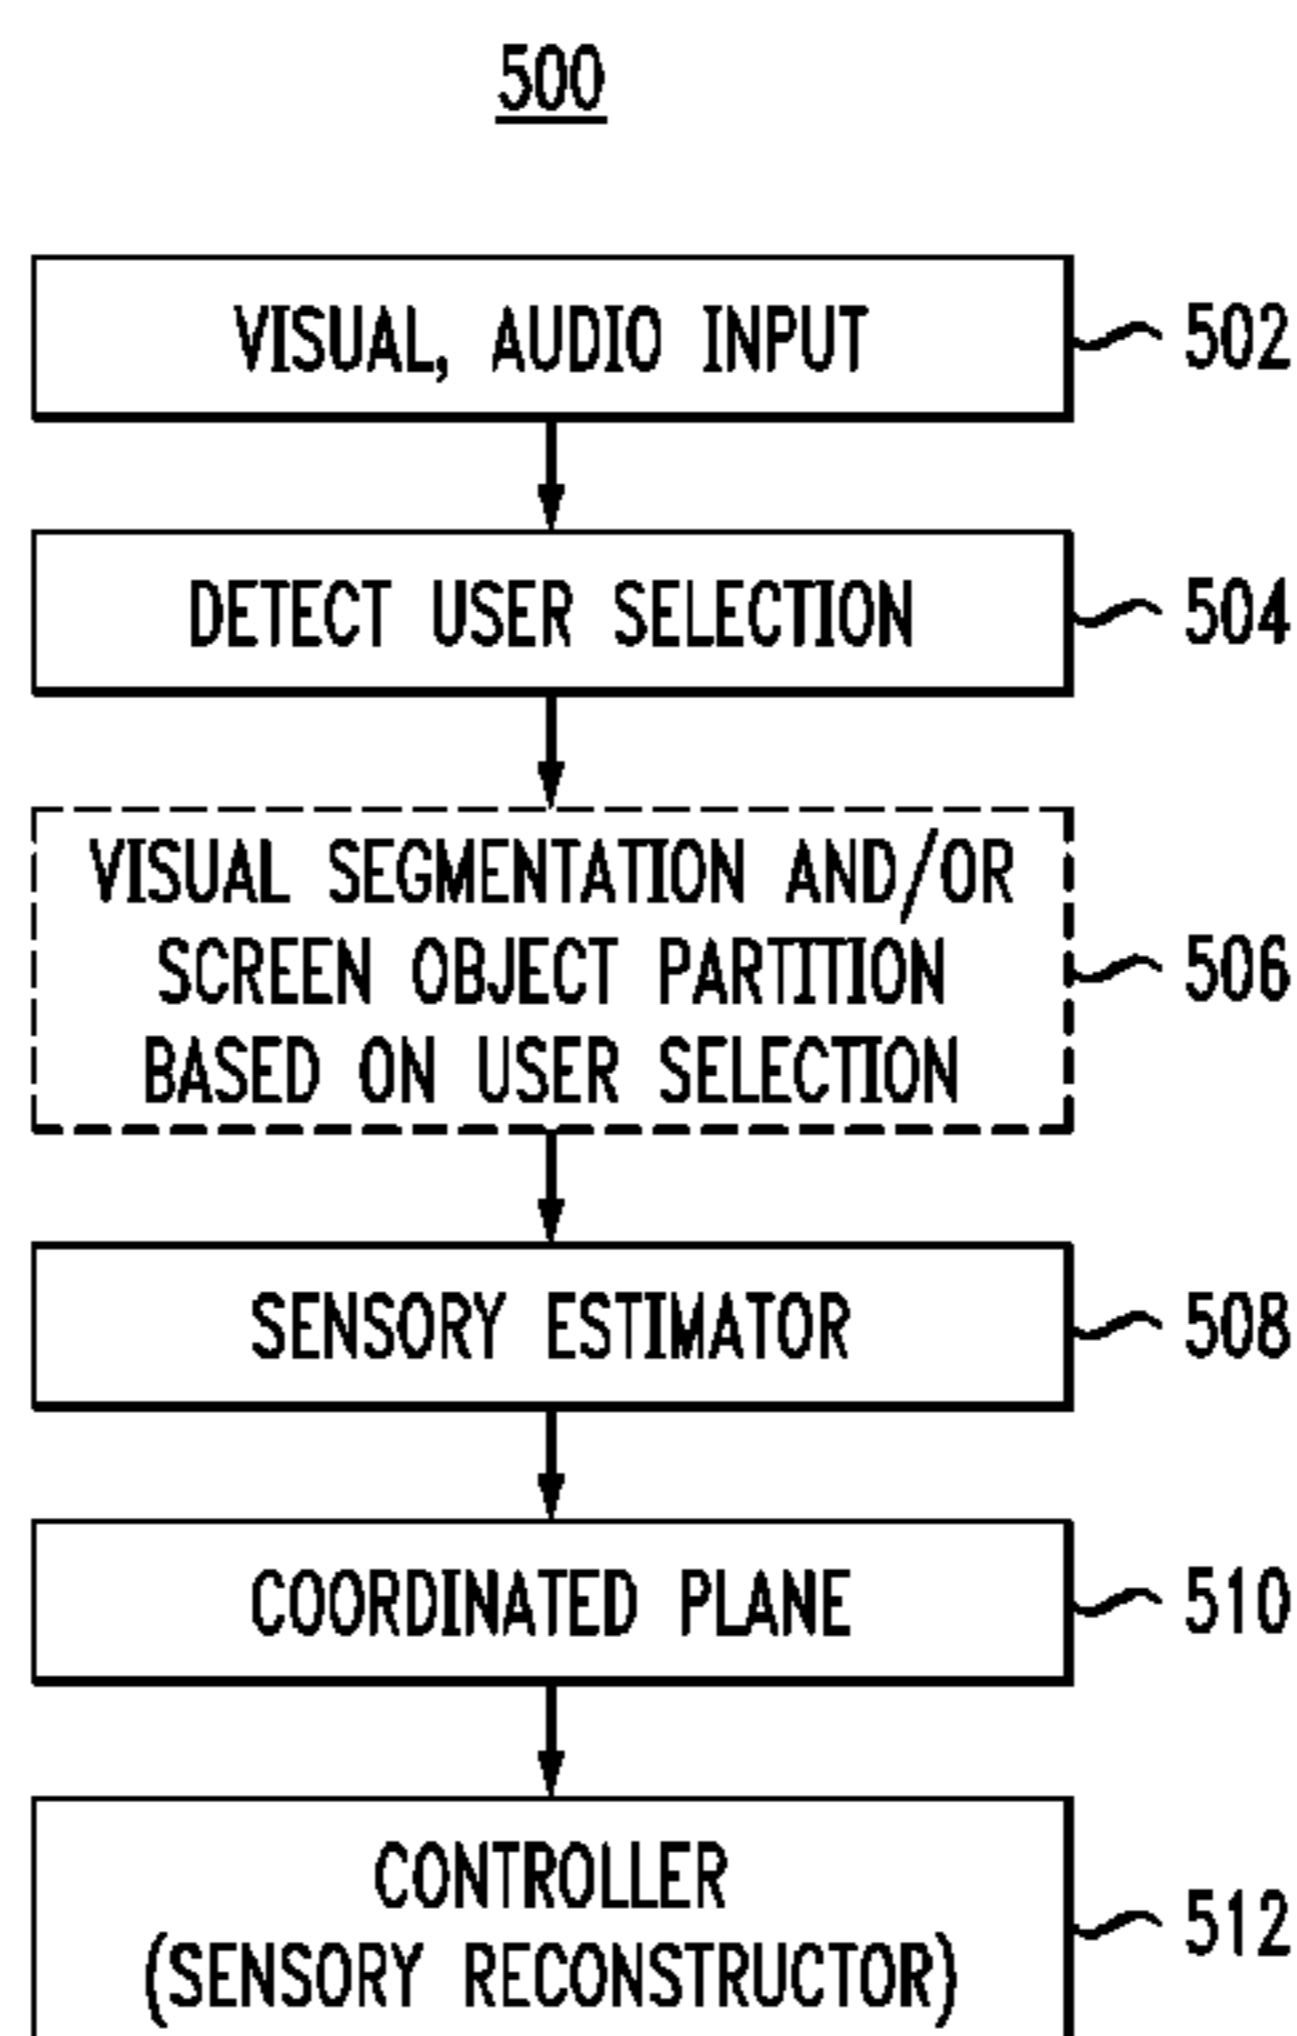 500
VISUAL, AUDIO INPUT
502
DETECT USER SELECTION
504
VISUAL SEGMENTATION AND/OR
SCREEN OBJECT PARTITION
BASED ON USER SELECTION
506
SENSORY ESTIMATOR
508
COORDINATED PLANE
510
CONTROLLER
(SENSORY RECONSTRUCTOR)
512